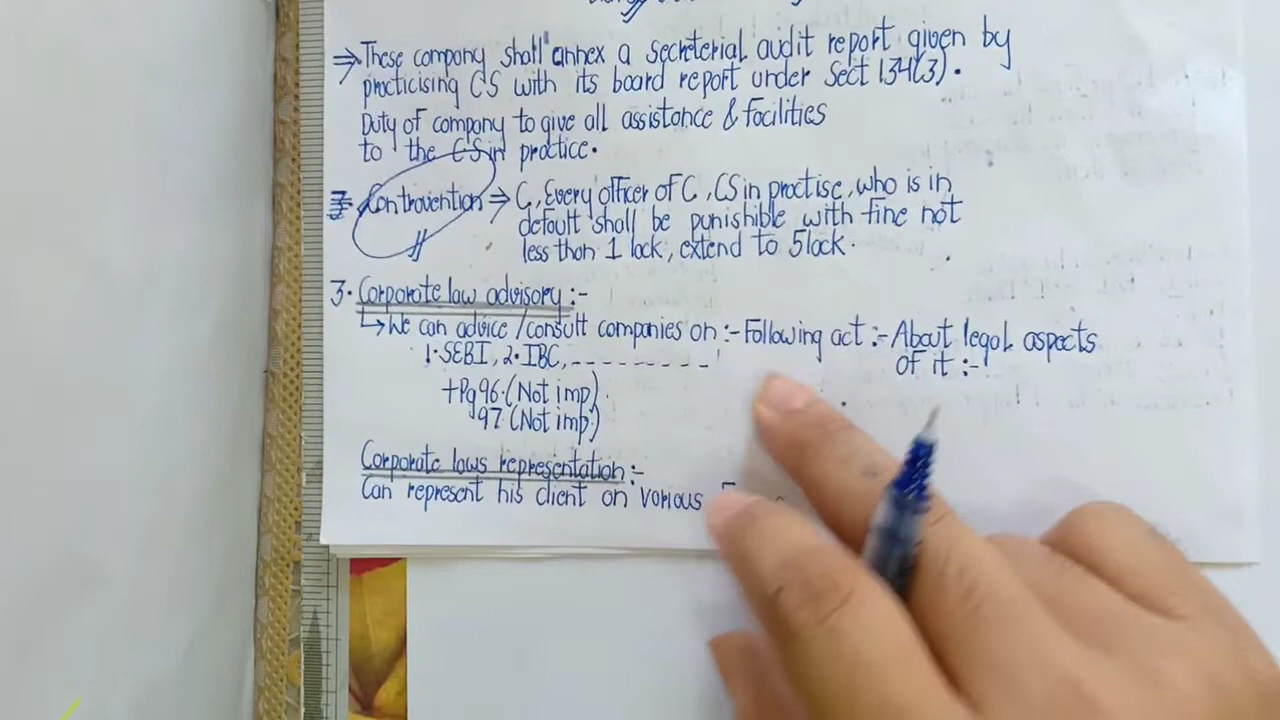 ⇒ These company shall annex a secreterial audit report given by
practicising CS with its board report under Sect 134(3).
Duty of company to give all assistance & facilities
to the CS in practice.
Controvention ⇒ C, Every officer of C, CS in practise, who is in
default shall be punishible with fine not
less than 1 lack, extend to 5 lack.
3. Corporate law advisory :-
↳ We can advice / consult companies on :- Following act :- About legal aspects
of it :-
1. SEBI, 2. IBC, ---------
+Pg 96. (Not imp)
97. (Not imp.)
Corporate laws representation :-
Can represent his client on various